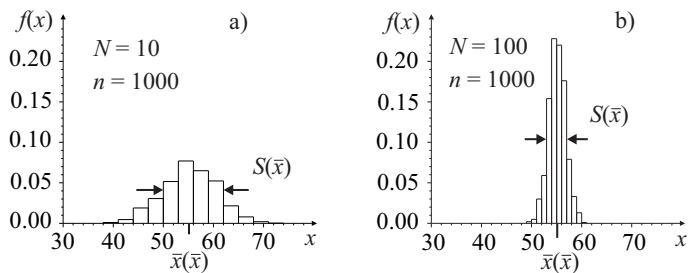 f(x)
a)
0.20
0.15
0.10
0.05
0.00
N = 10
n = 1000
S(x̅)
30 40 50 60 70 x
x̅(x̅)
f(x)
b)
0.20
0.15
0.10
0.05
0.00
N = 100
n = 1000
S(x̅)
30 40 50 60 70 x
x̅(x̅)